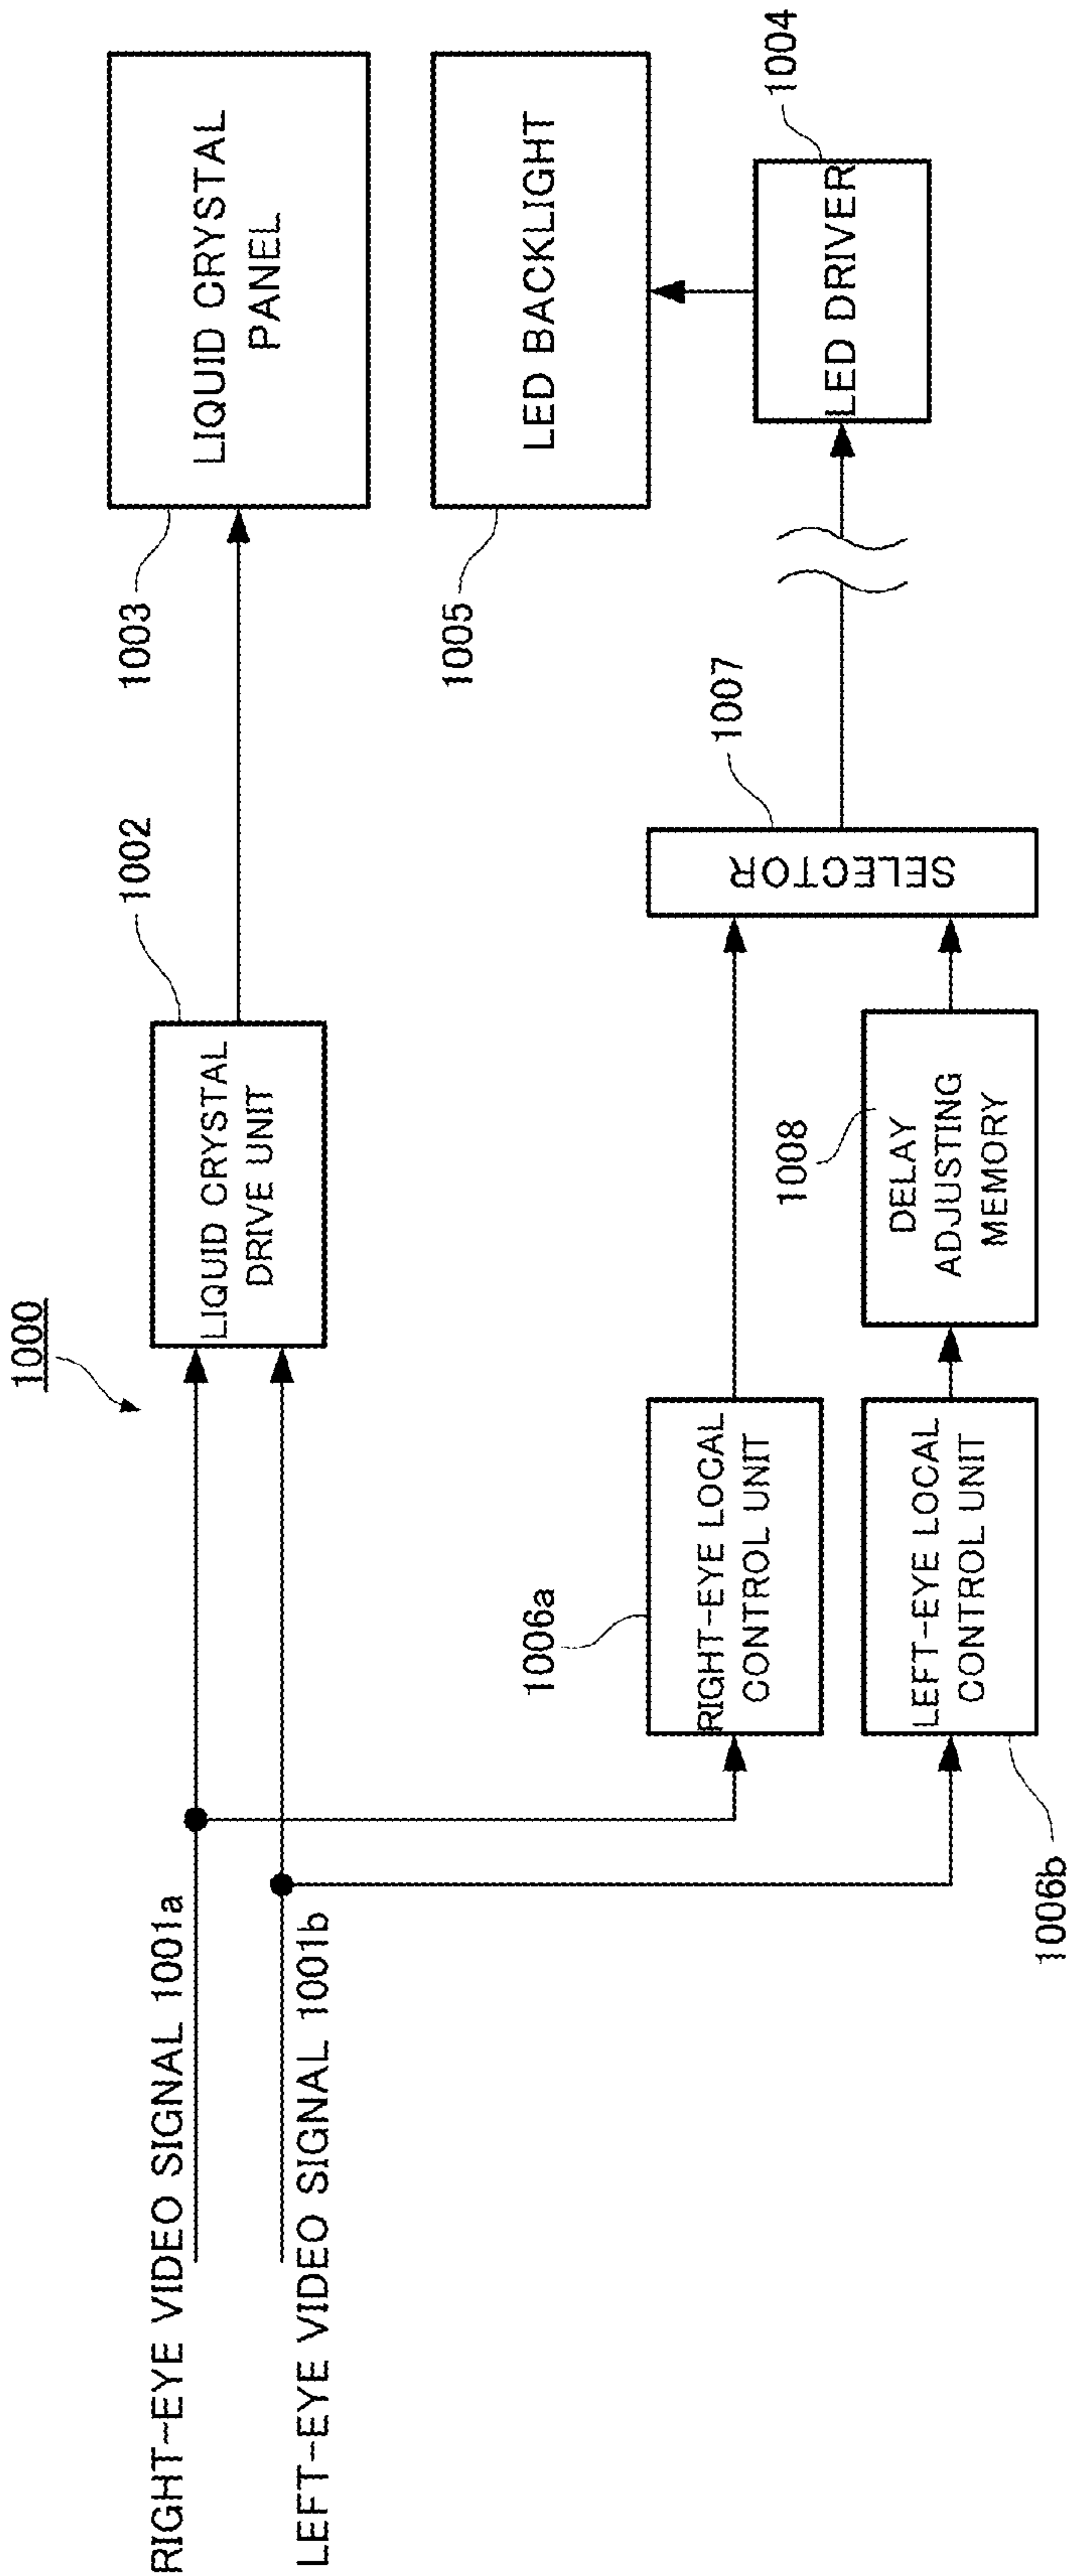 1000
RIGHT-EYE VIDEO SIGNAL 1001a
LEFT-EYE VIDEO SIGNAL 1001b
1002
LIQUID CRYSTAL
DRIVE UNIT
1003
LIQUID CRYSTAL
PANEL
1005
LED BACKLIGHT
1004
LED DRIVER
1006a
RIGHT-EYE LOCAL
CONTROL UNIT
1006b
LEFT-EYE LOCAL
CONTROL UNIT
1008
DELAY
ADJUSTING
MEMORY
1007
SELECTOR